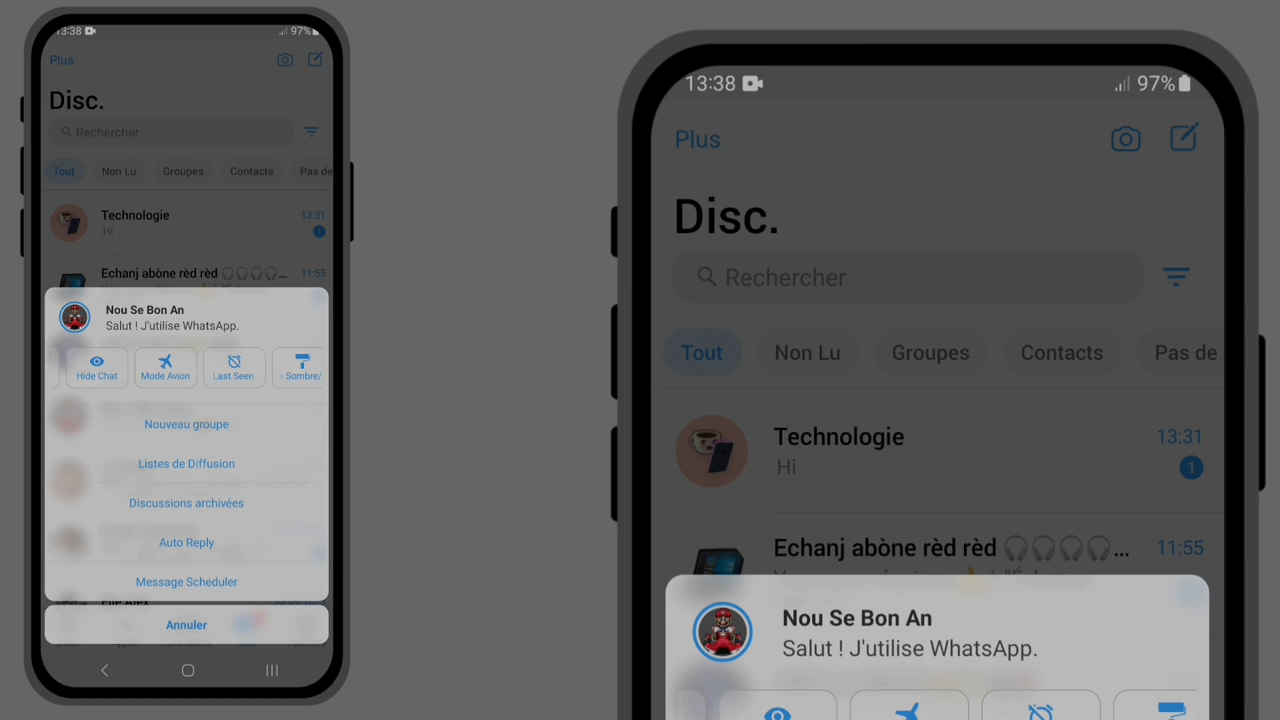 13:38
97%
Plus
Disc.
Rechercher
Tout
Non Lu
Groupes
Contacts
Pas de
Technologie
13:31
Hi
1
Echanj abòne rèd rèd 🎧🎧🎧🎧...
11:55
Nou Se Bon An
Salut ! J'utilise WhatsApp.
Hide Chat
Mode Avion
Last Seen
Sombre/
Nouveau groupe
Listes de Diffusion
Discussions archivées
Auto Reply
Message Scheduler
Annuler
13:38
97%
Plus
Disc.
Rechercher
Tout
Non Lu
Groupes
Contacts
Pas de
Technologie
13:31
Hi
1
Echanj abòne rèd rèd 🎧🎧🎧🎧...
11:55
Nou Se Bon An
Salut ! J'utilise WhatsApp.